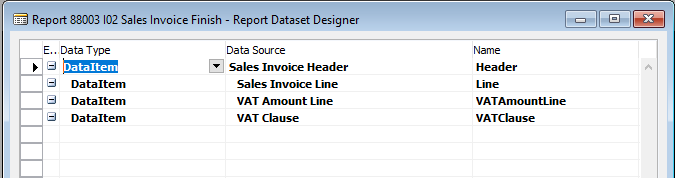 Report 88003 I02 Sales Invoice Finish - Report Dataset Designer
E.. Data Type Data Source Name
DataItem Sales Invoice Header Header
DataItem Sales Invoice Line Line
DataItem VAT Amount Line VATAmountLine
DataItem VAT Clause VATClause